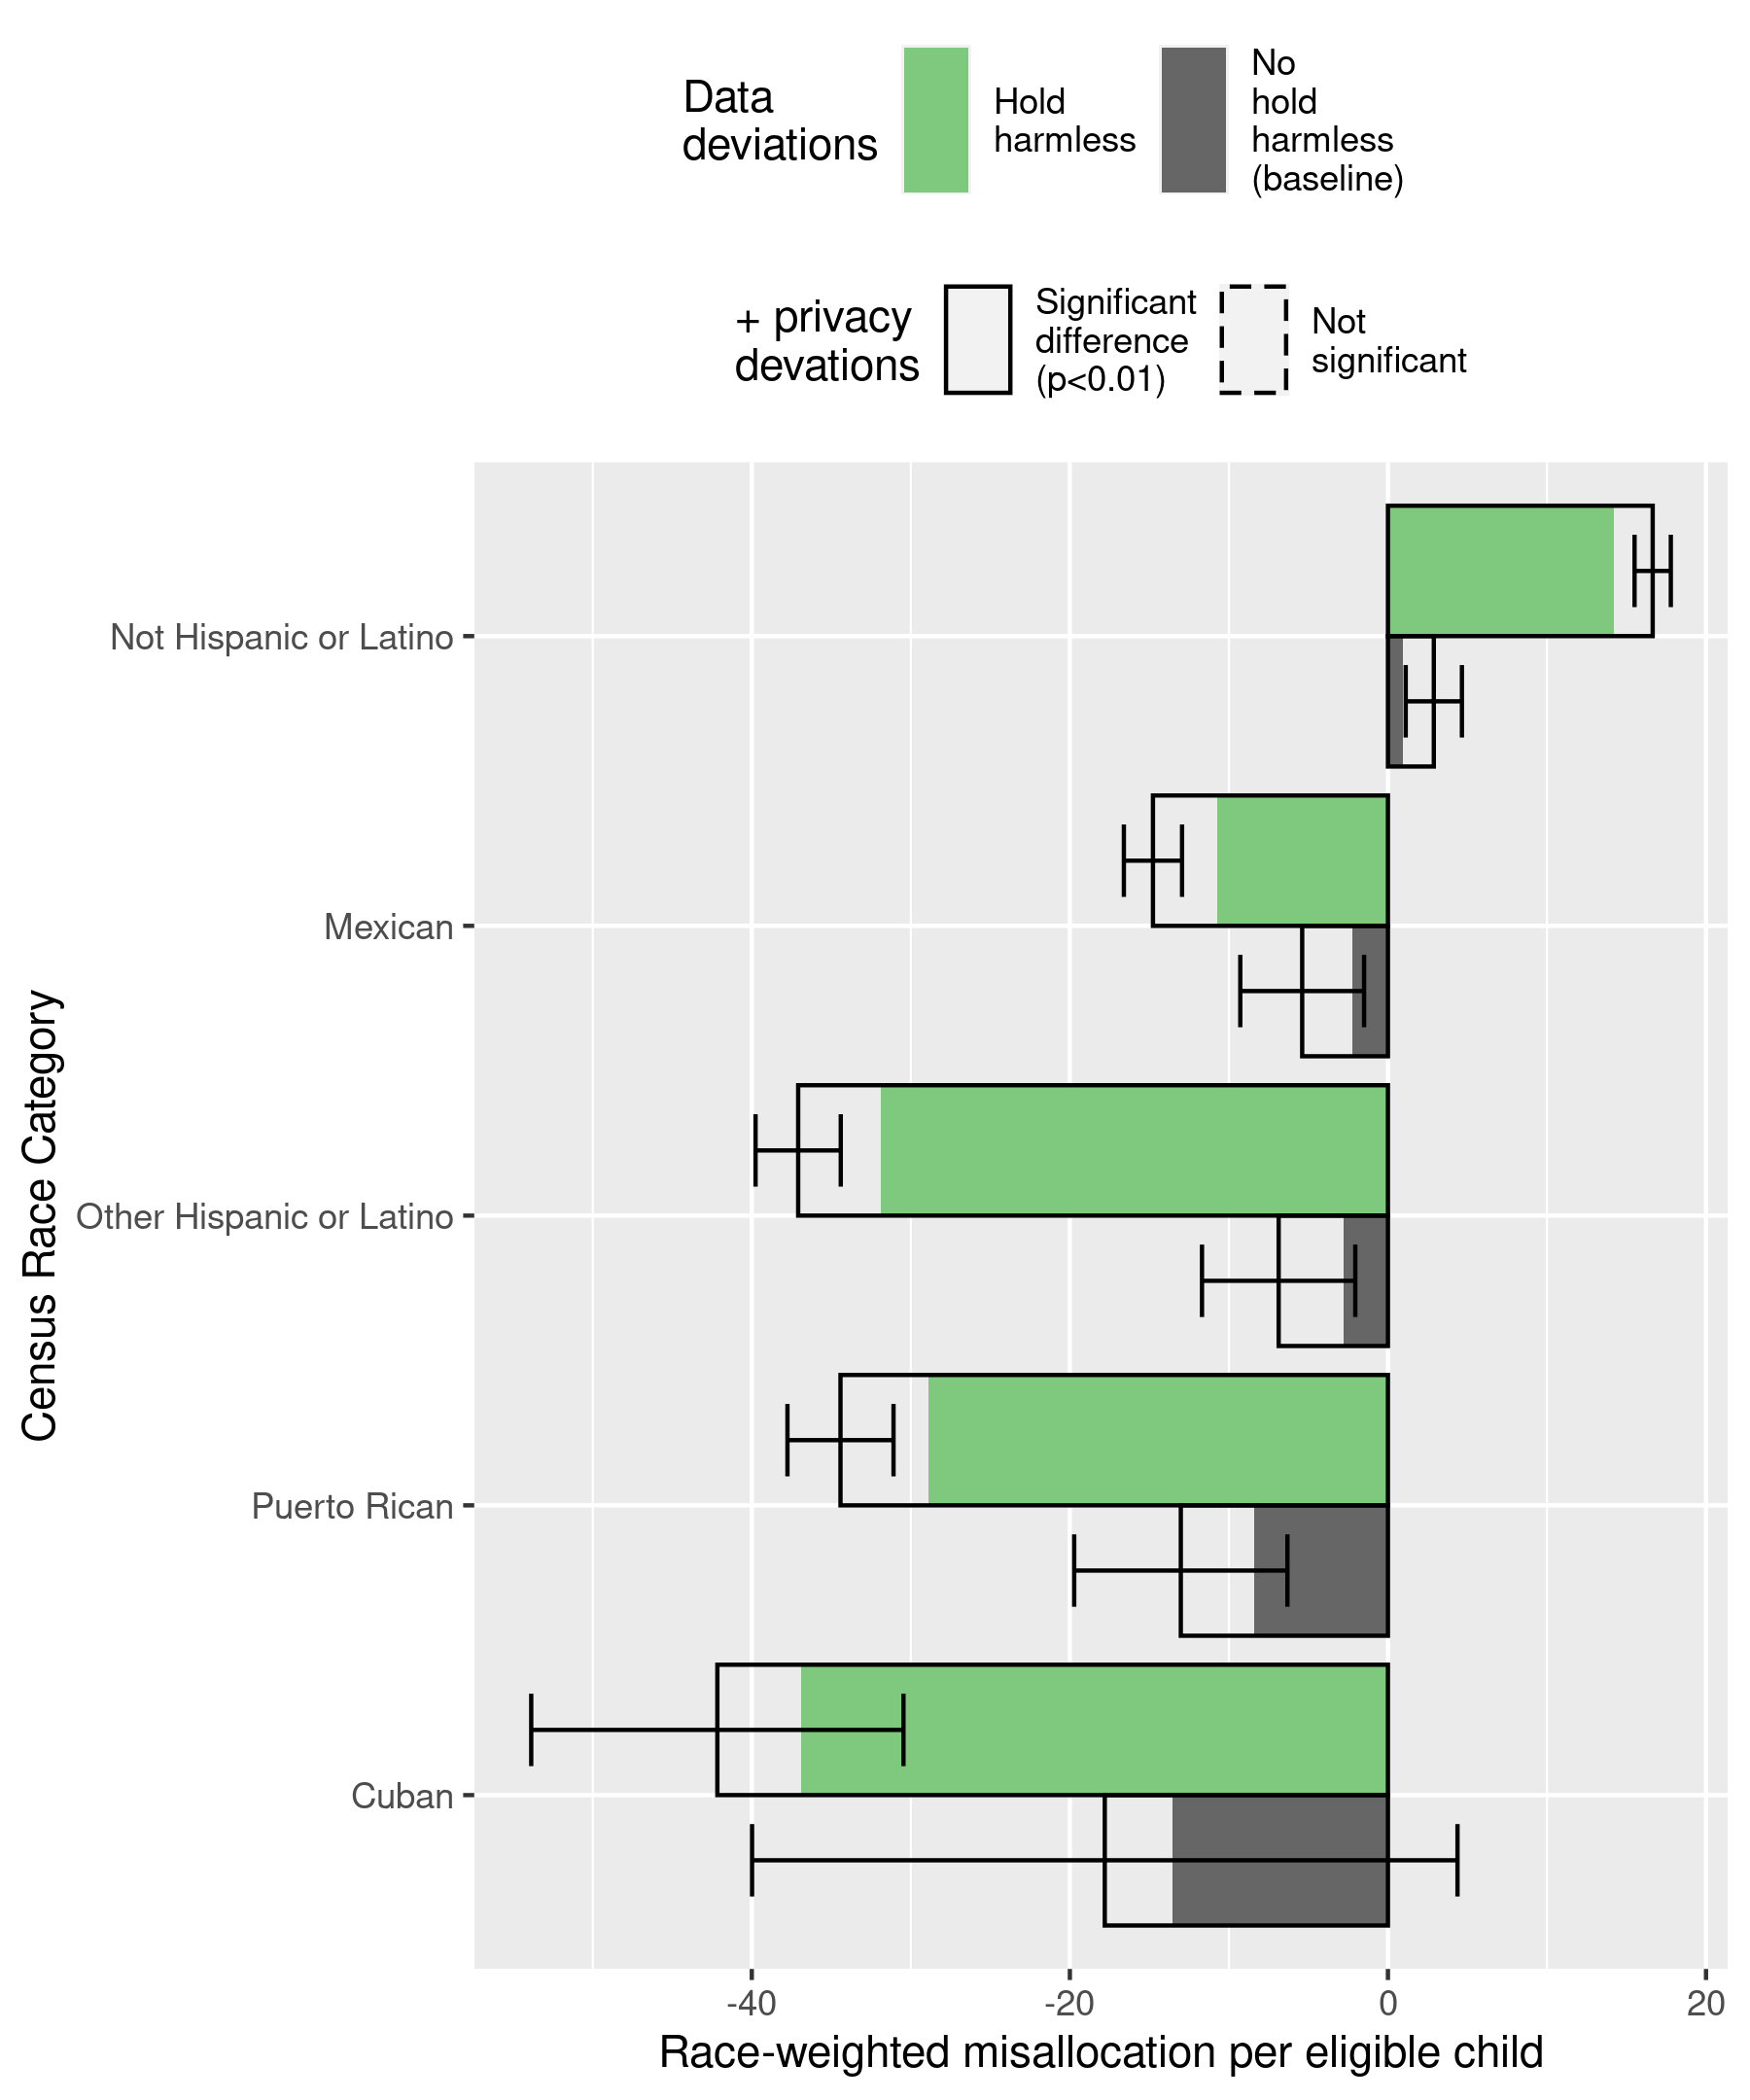 Data
deviations
Hold
harmless
No
hold
harmless
(baseline)
+ privacy
devations
Significant
difference
(p<0.01)
Not
significant
Census Race Category
Not Hispanic or Latino
Mexican
Other Hispanic or Latino
Puerto Rican
Cuban
-40
-20
0
20
Race-weighted misallocation per eligible child